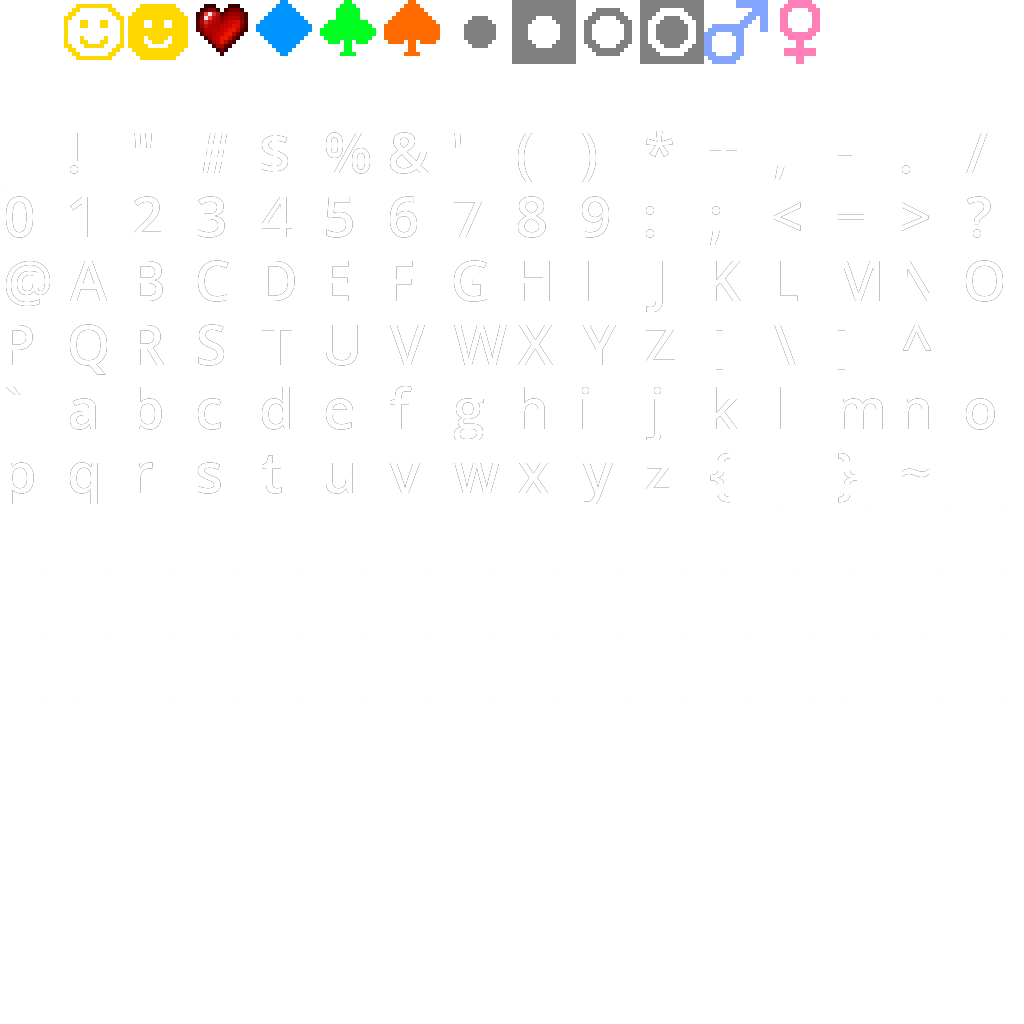 ! " # $ % & ' ( ) * + , - . /
0 1 2 3 4 5 6 7 8 9 : ; < = > ?
@ A B C D E F G H I J K L M N O
P Q R S T U V W X Y Z [ \ ] ^
` a b c d e f g h i j k l m n o
p q r s t u v w x y z { } ~